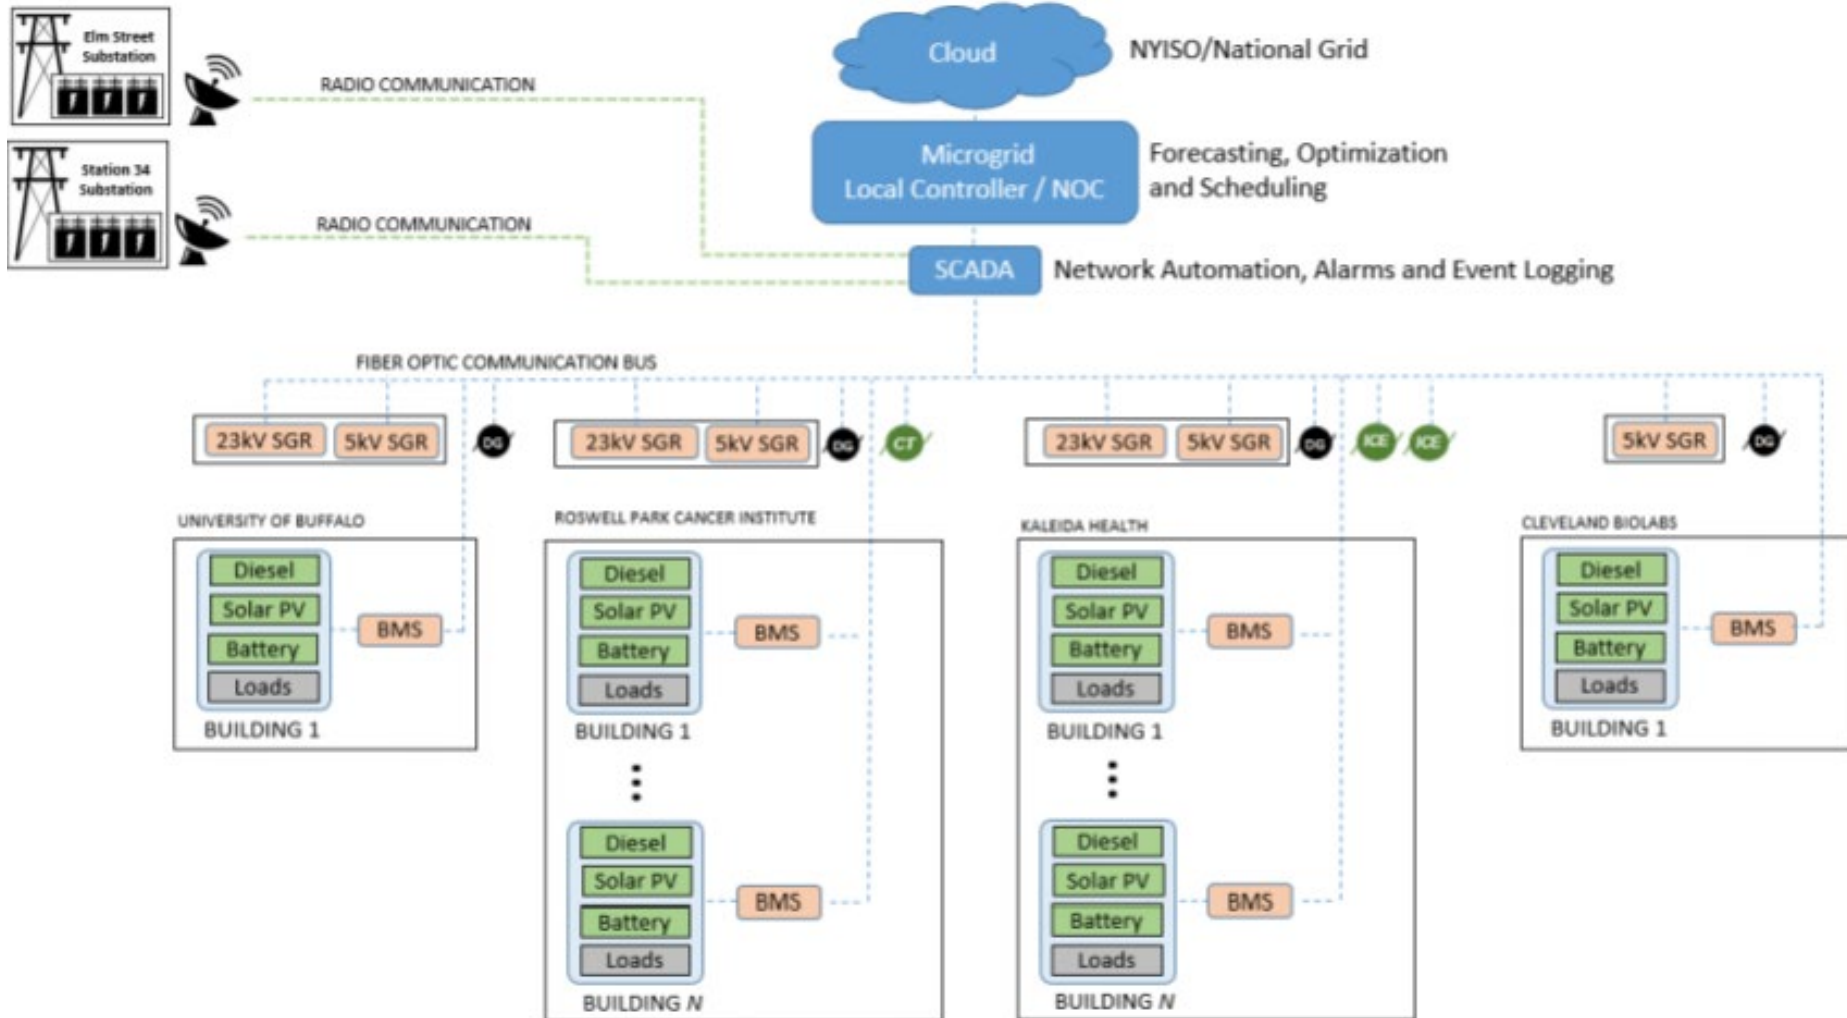 Elm Street
Substation
RADIO COMMUNICATION
Cloud
NYISO/National Grid
Station 34
Substation
RADIO COMMUNICATION
Microgrid
Local Controller / NOC
Forecasting, Optimization
and Scheduling
SCADA
Network Automation, Alarms and Event Logging
FIBER OPTIC COMMUNICATION BUS
23kV SGR
5kV SGR
DG
23kV SGR
5kV SGR
DG
CT
23kV SGR
5kV SGR
DG
ICE
ICE
5kV SGR
DG
UNIVERSITY OF BUFFALO
Diesel
Solar PV
Battery
Loads
BMS
BUILDING 1
ROSWELL PARK CANCER INSTITUTE
Diesel
Solar PV
Battery
Loads
BMS
BUILDING 1
Diesel
Solar PV
Battery
Loads
BMS
BUILDING N
KALEIDA HEALTH
Diesel
Solar PV
Battery
Loads
BMS
BUILDING 1
Diesel
Solar PV
Battery
Loads
BMS
BUILDING N
CLEVELAND BIOLABS
Diesel
Solar PV
Battery
Loads
BMS
BUILDING 1